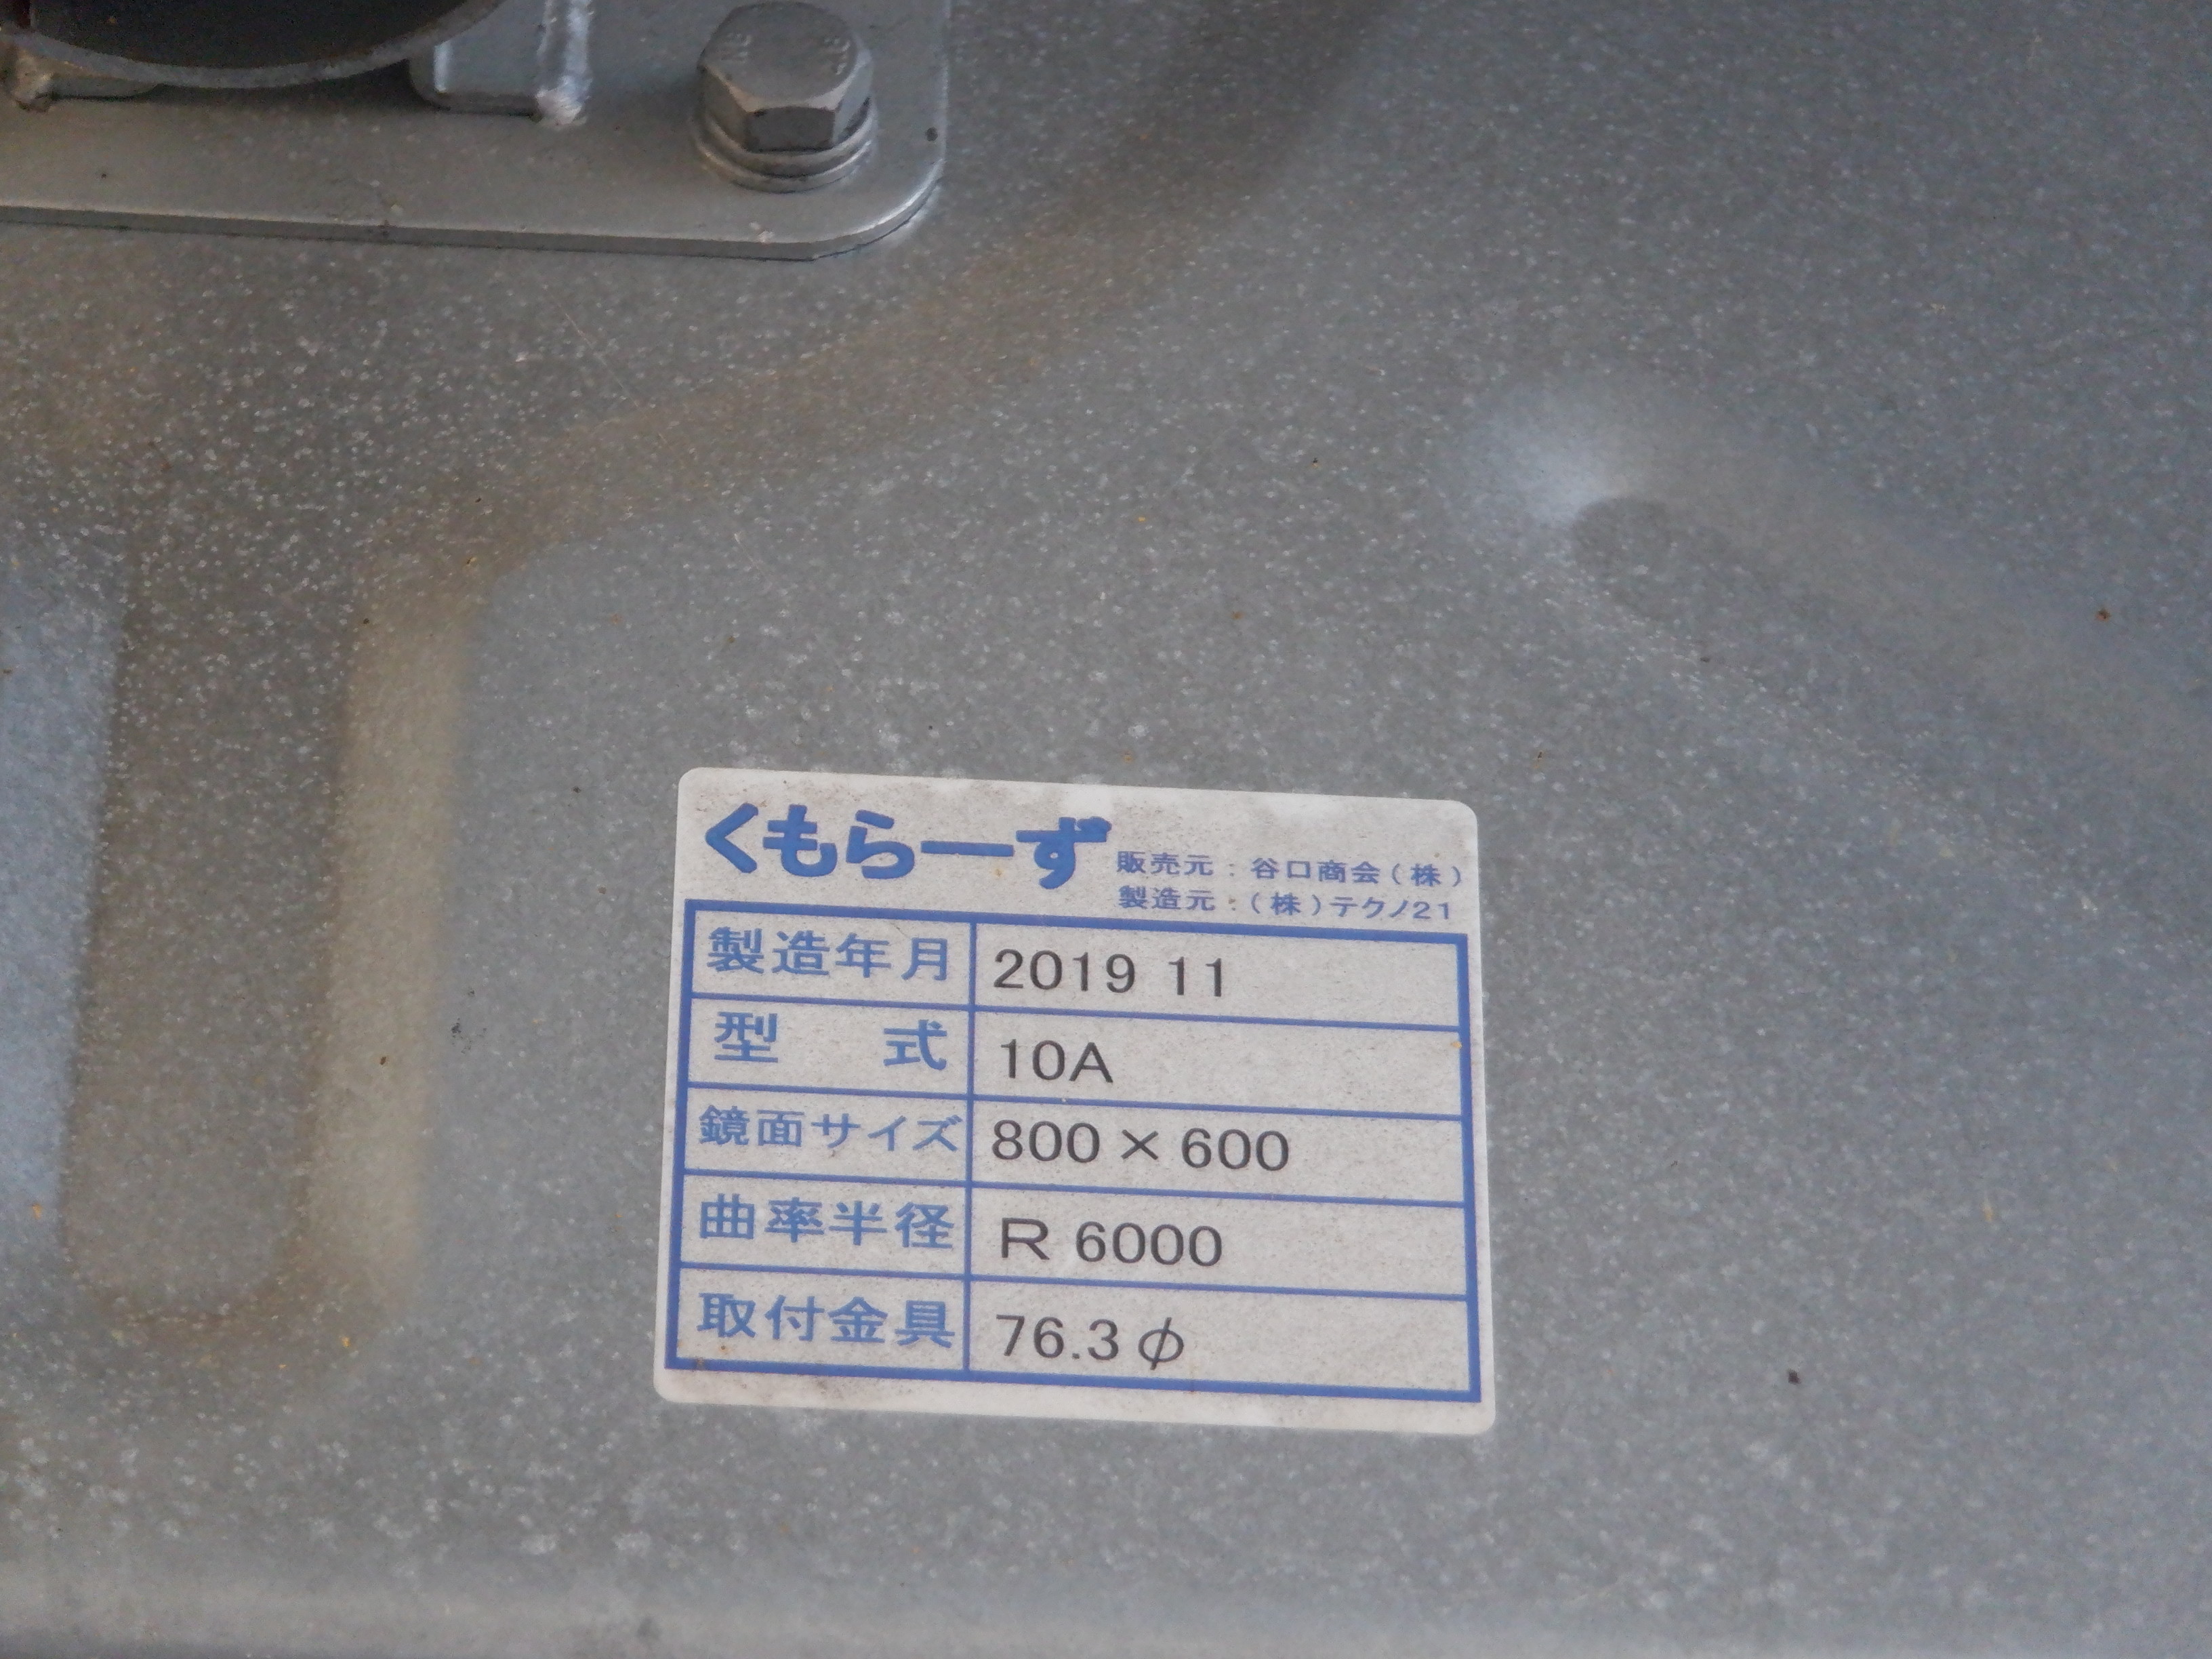 くもらーず
販売元：谷口商会（株）
製造元：（株）テクノ21
製造年月 2019 11
型 式 10A
鏡面サイズ 800 × 600
曲率半径 R 6000
取付金具 76.3 φ